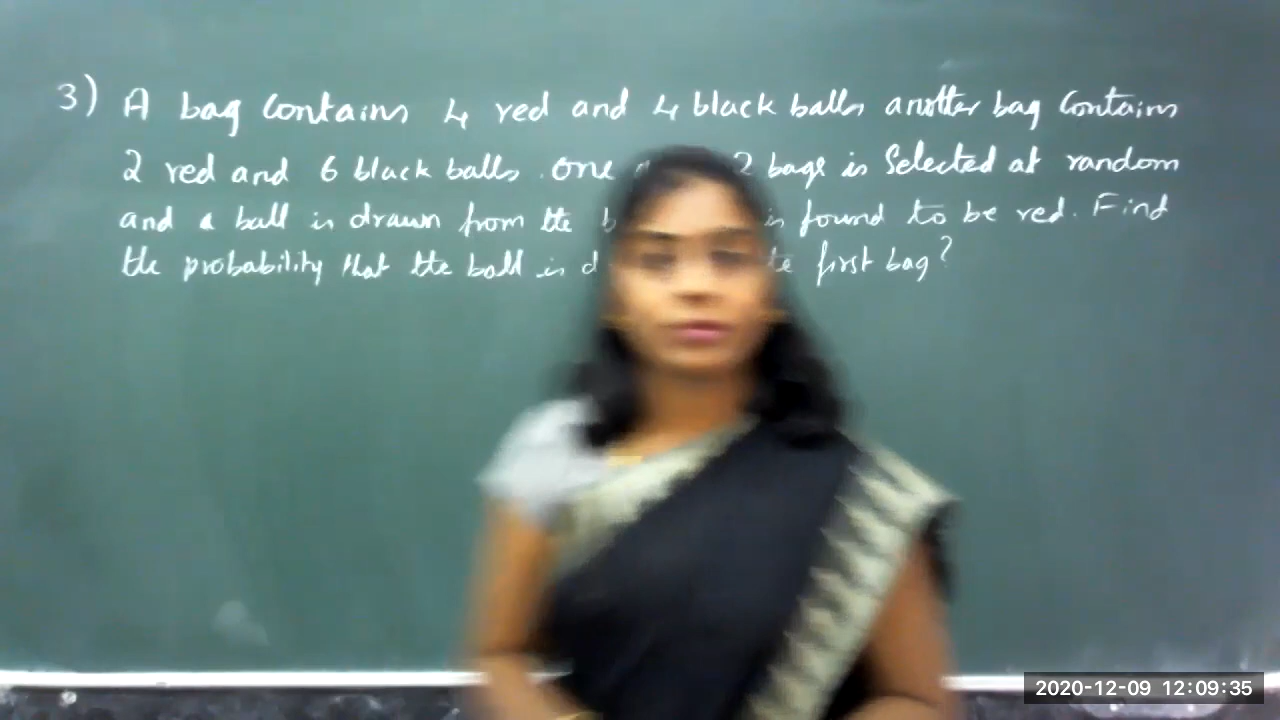 3) A bag contains 4 red and 4 black balls another bag contains
2 red and 6 black balls. One 2 bags is selected at random
and a ball is drawn from the is found to be red. Find
the probability that the ball is first bag?
2020-12-09 12:09:35